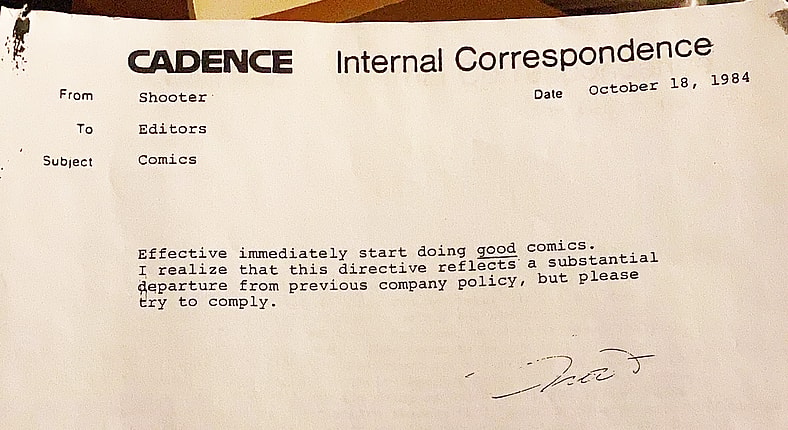 CADENCE Internal Correspondence
From Shooter Date October 18, 1984
To Editors
Subject Comics
Effective immediately start doing good comics.
I realize that this directive reflects a substantial
departure from previous company policy, but please
try to comply.